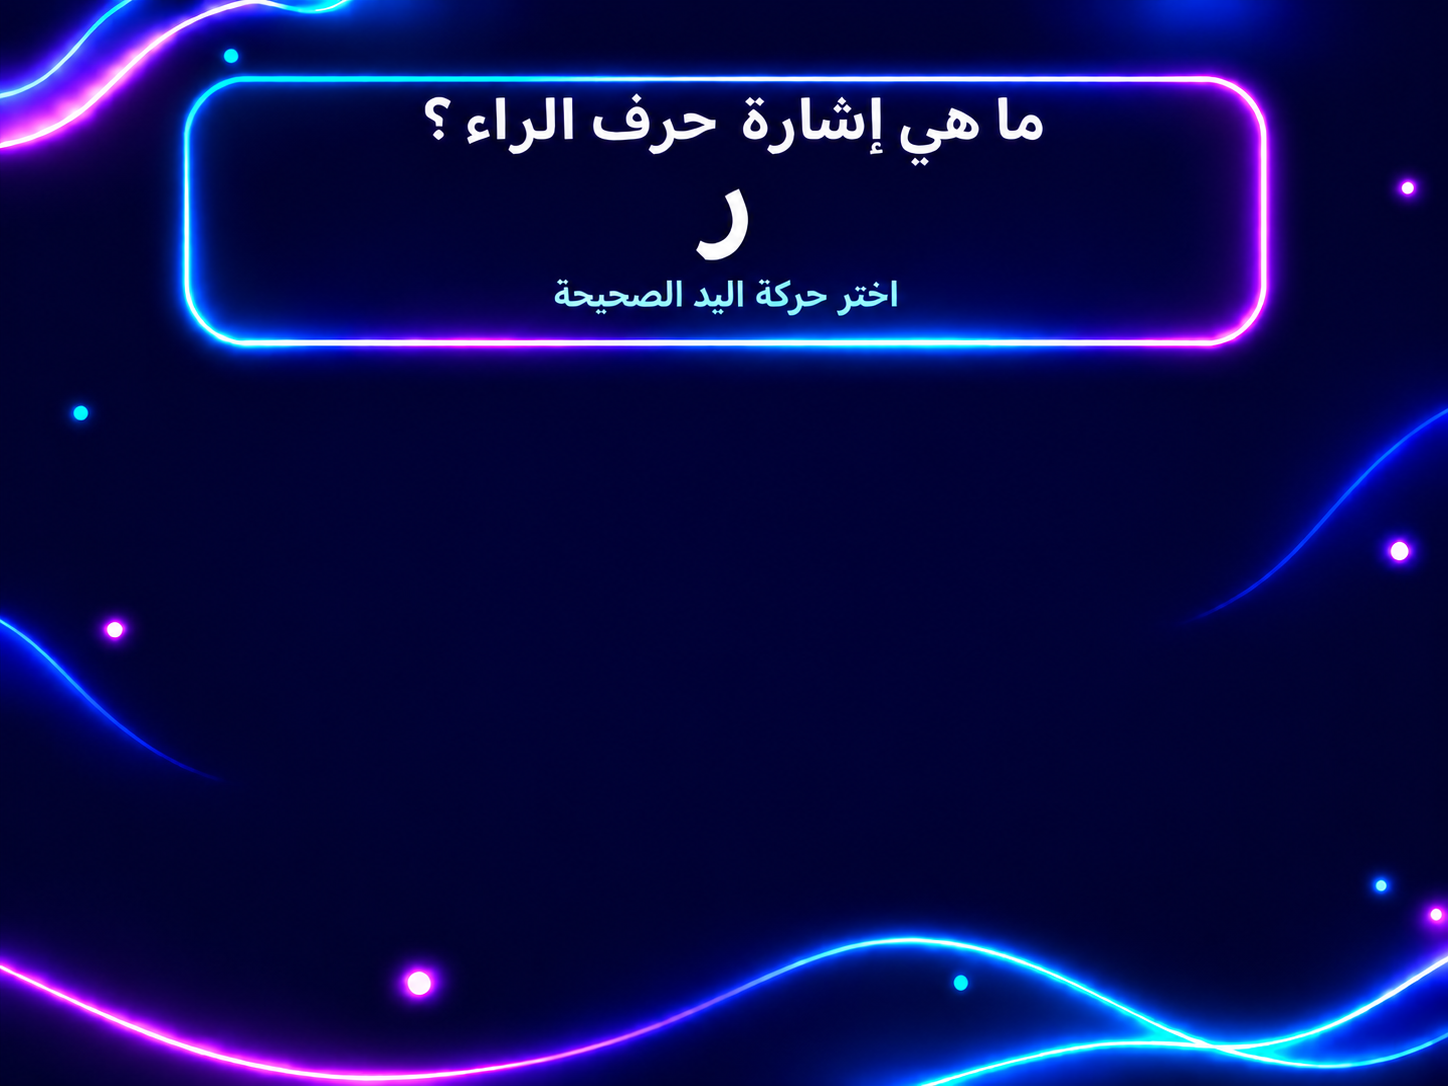 ما هي إشارة حرف الراء ؟
ر
اختر حركة اليد الصحيحة